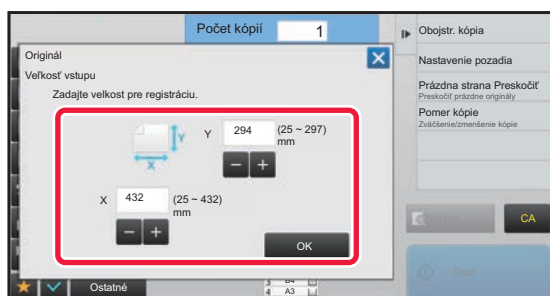 Počet kópií 1
Originál
Veľkosť vstupu
Zadajte velkost pre registráciu.
Y
X
Y 294 (25 ~ 297)
mm
X 432 (25 ~ 432)
mm
OK
Ostatné
4 A3
Obojstr. kópia
Nastavenie pozadia
Prázdna strana Preskočiť
Preskočiť prázdne originály
Pomer kópie
Zväčšenie/zmenšenie kópie
CA